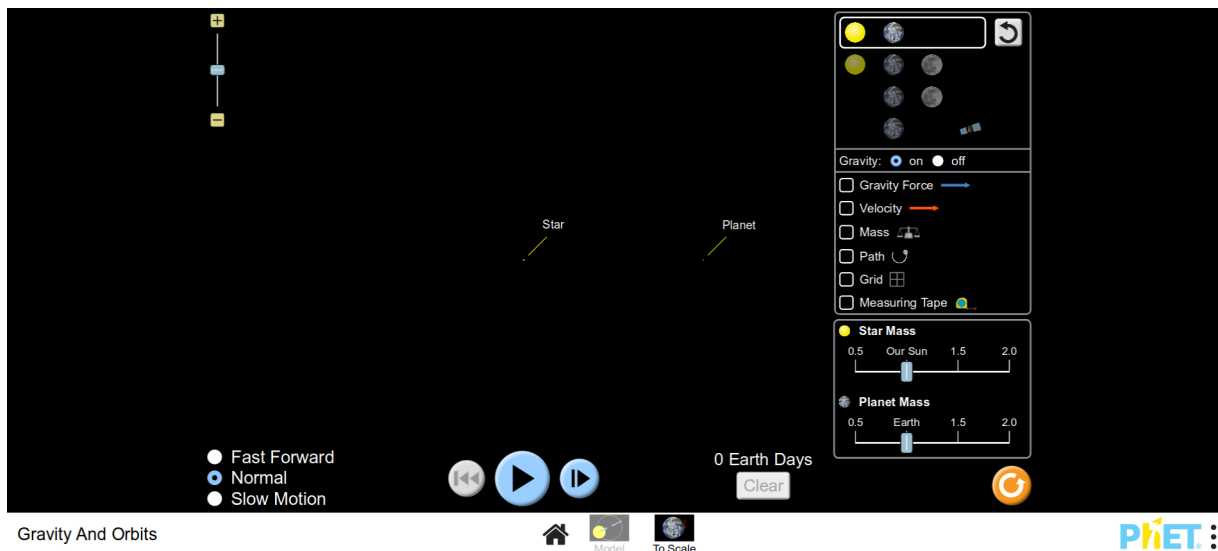 +
−
Gravity: on off
Gravity Force
Velocity
Mass
Path
Grid
Measuring Tape
Star Planet
Star Mass
0.5 Our Sun 1.5 2.0
Planet Mass
0.5 Earth 1.5 2.0
Fast Forward
Normal
Slow Motion
0 Earth Days
Clear
Gravity And Orbits
Model
To Scale
PhET